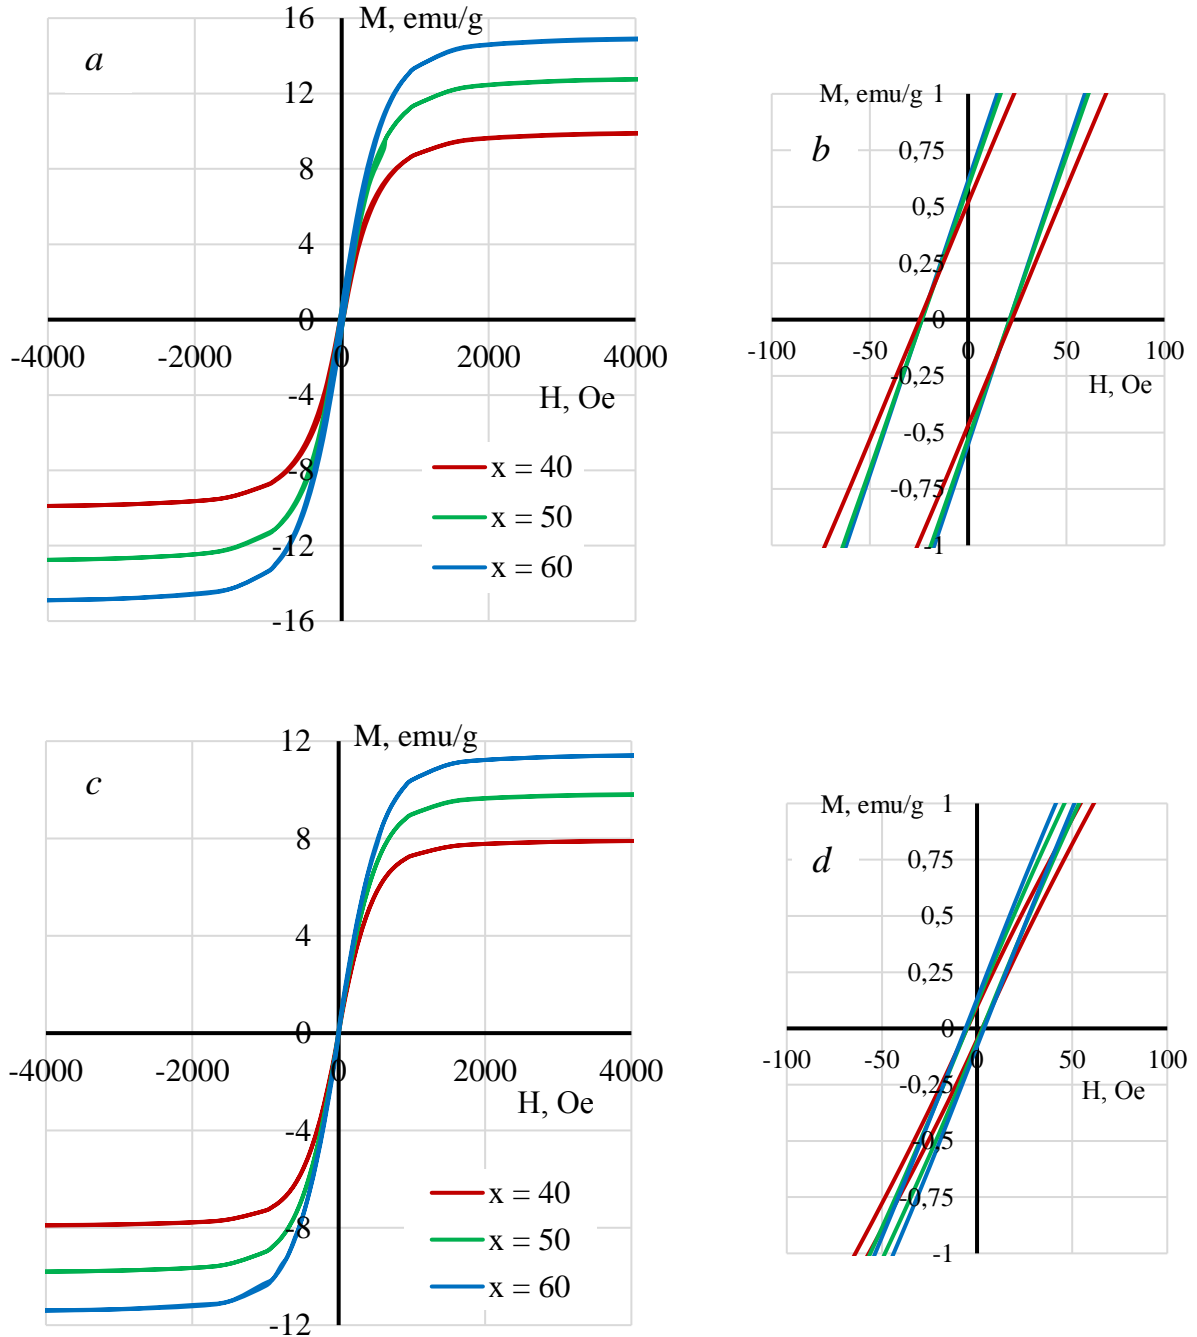 a
M, emu/g
16
12
8
4
0
-4
-8
-12
-16
-4000 -2000 0 2000 4000
H, Oe
x = 40
x = 50
x = 60
b
M, emu/g
1
0,75
0,5
0,25
0
-0,25
-0,5
-0,75
-1
-100 -50 0 50 100
H, Oe
c
M, emu/g
12
8
4
0
-4
-8
-12
-4000 -2000 0 2000 4000
H, Oe
x = 40
x = 50
x = 60
d
M, emu/g
1
0,75
0,5
0,25
0
-0,25
-0,5
-0,75
-1
-100 -50 0 50 100
H, Oe